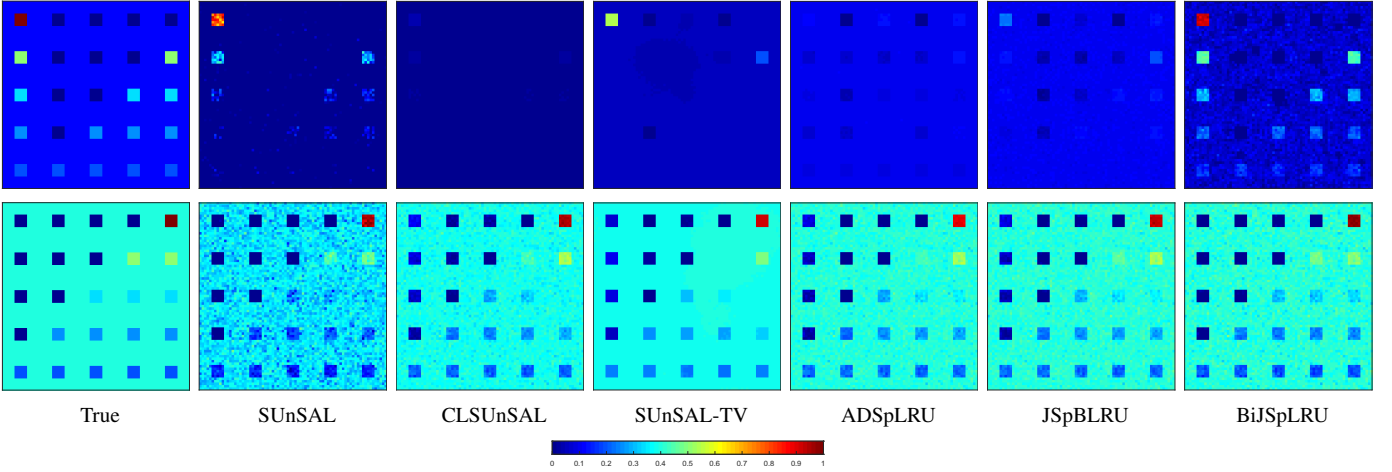 True SUnSAL CLSUnSAL SUnSAL-TV ADSpLRU JSpBLRU BiJSpLRU
0 0.1 0.2 0.3 0.4 0.5 0.6 0.7 0.8 0.9 1